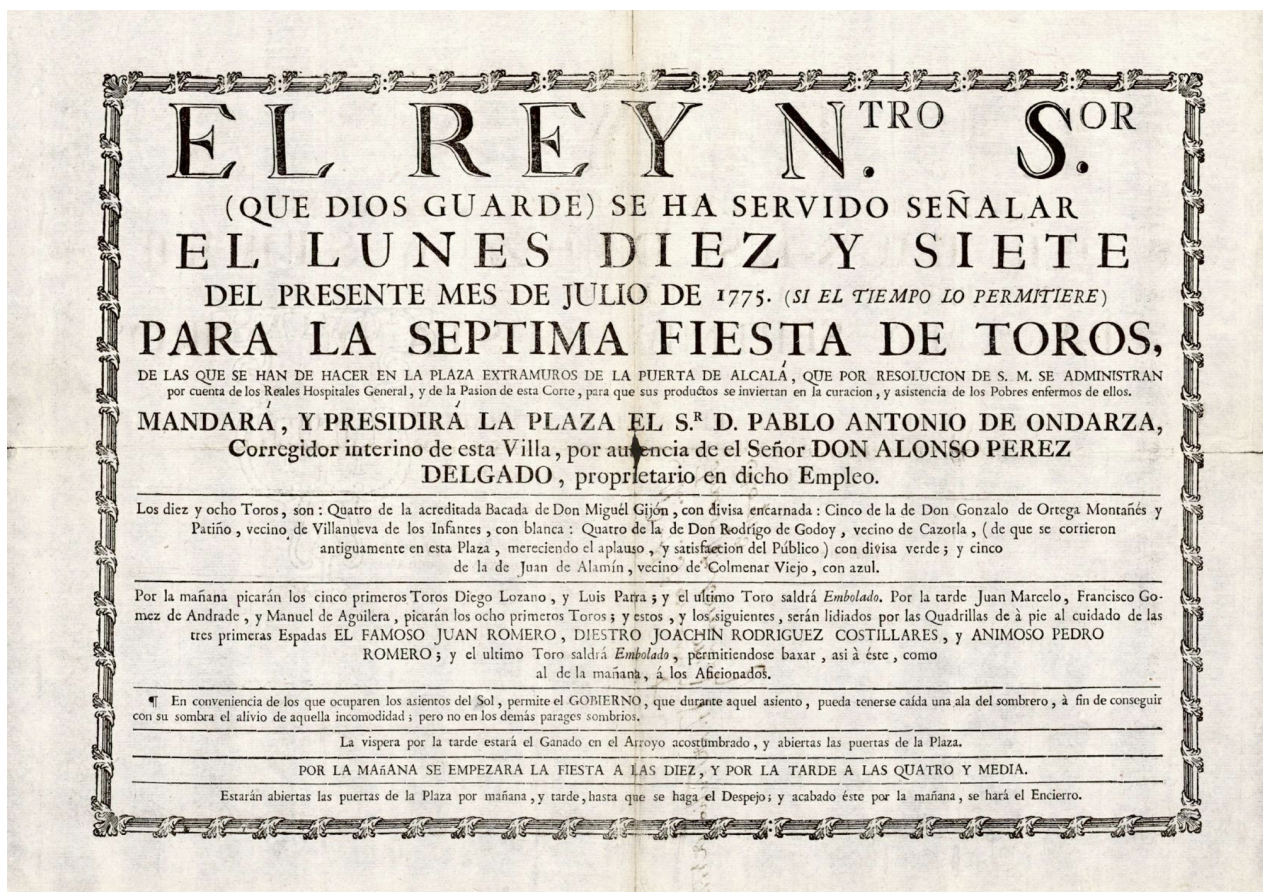 EL REY N.TRO S.OR
(QUE DIOS GUARDE) SE HA SERVIDO SEÑALAR
EL LUNES DIEZ Y SIETE
DEL PRESENTE MES DE JULIO DE 1775. (SI EL TIEMPO LO PERMITIERE)
PARA LA SEPTIMA FIESTA DE TOROS,
DE LAS QUE SE HAN DE HACER EN LA PLAZA EXTRAMUROS DE LA PUERTA DE ALCALÁ, QUE POR RESOLUCION DE S. M. SE ADMINISTRAN
por cuenta de los Reales Hospitales General, y de la Pasion de esta Corte, para que sus productos se inviertan en la curacion, y asistencia de los Pobres enfermos de ellos.
MANDARÁ, Y PRESIDIRÁ LA PLAZA EL S.R D. PABLO ANTONIO DE ONDARZA,
Corregidor interino de esta Villa, por ausencia de el Señor DON ALONSO PEREZ
DELGADO, proprietario en dicho Empleo.
Los diez y ocho Toros, son: Quatro de la acreditada Bacada de Don Miguél Gijón, con divisa encarnada: Cinco de la de Don Gonzalo de Ortega Montañés y
Patiño, vecino de Villanueva de los Infantes, con blanca: Quatro de la de Don Rodrigo de Godoy, vecino de Cazorla, (de que se corrieron
antiguamente en esta Plaza, mereciendo el aplauso, y satisfaccion del Público) con divisa verde; y cinco
de la de Juan de Alamín, vecino de Colmenar Viejo, con azul.
Por la mañana picarán los cinco primeros Toros Diego Lozano, y Luis Parra; y el ultimo Toro saldrá Embolado. Por la tarde Juan Marcelo, Francisco Go-
mez de Andrade, y Manuel de Aguilera, picarán los ocho primeros Toros; y estos, y los siguientes, serán lidiados por las Quadrillas de à pie al cuidado de las
tres primeras Espadas EL FAMOSO JUAN ROMERO, DIESTRO JOACHIN RODRIGUEZ COSTILLARES, y ANIMOSO PEDRO
ROMERO; y el ultimo Toro saldrá Embolado, permitiendose baxar, asi à éste, como
al de la mañana, á los Aficionados.
¶ En conveniencia de los que ocuparen los asientos del Sol, permite el GOBIERNO, que durante aquel asiento, pueda tenerse caída una ala del sombrero, à fin de conseguir
con su sombra el alivio de aquella incomodidad; pero no en los demás parages sombrios.
La vispera por la tarde estará el Ganado en el Arroyo acostumbrado, y abiertas las puertas de la Plaza.
POR LA MAñANA SE EMPEZARA LA FIESTA A LAS DIEZ, Y POR LA TARDE A LAS QUATRO Y MEDIA.
Estarán abiertas las puertas de la Plaza por mañana, y tarde, hasta que se haga el Despejo; y acabado éste por la mañana, se hará el Encierro.